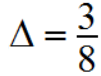 Δ = 3/8